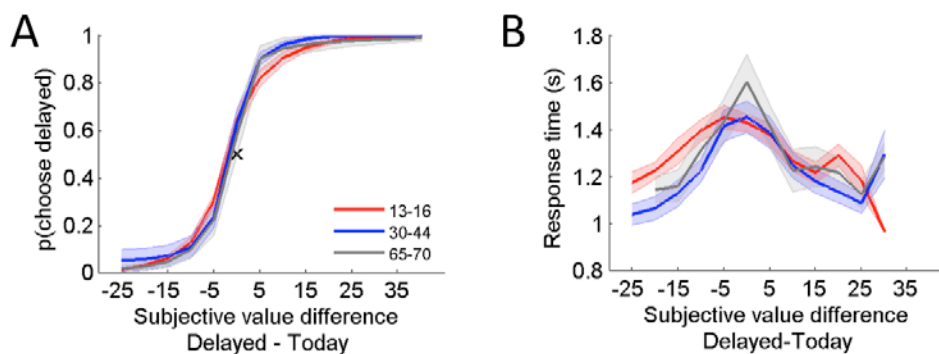 A
p(choose delayed)
1
0.8
0.6
0.4
0.2
0
×
13-16
30-44
65-70
-25 -15 -5 5 15 25 35
Subjective value difference
Delayed - Today
B
Response time (s)
1.8
1.6
1.4
1.2
1
0.8
-25 -15 -5 5 15 25 35
Subjective value difference
Delayed-Today